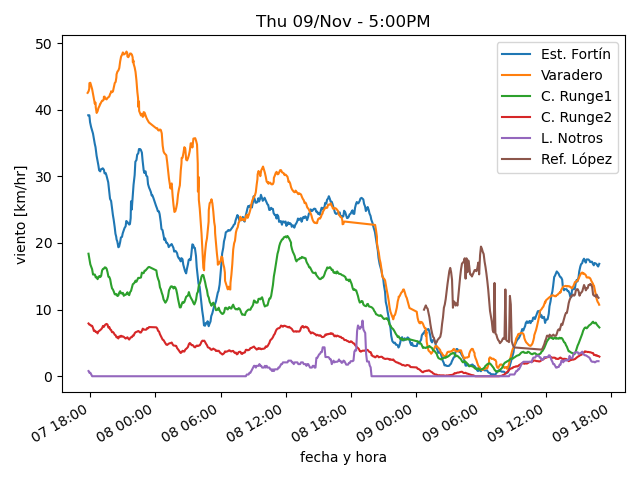 Thu 09/Nov - 5:00PM
50
40
30
20
10
0
viento [km/hr]
Est. Fortín
Varadero
C. Runge1
C. Runge2
L. Notros
Ref. López
07 18:00
08 00:00
08 06:00
08 12:00
08 18:00
09 00:00
09 06:00
09 12:00
09 18:00
fecha y hora